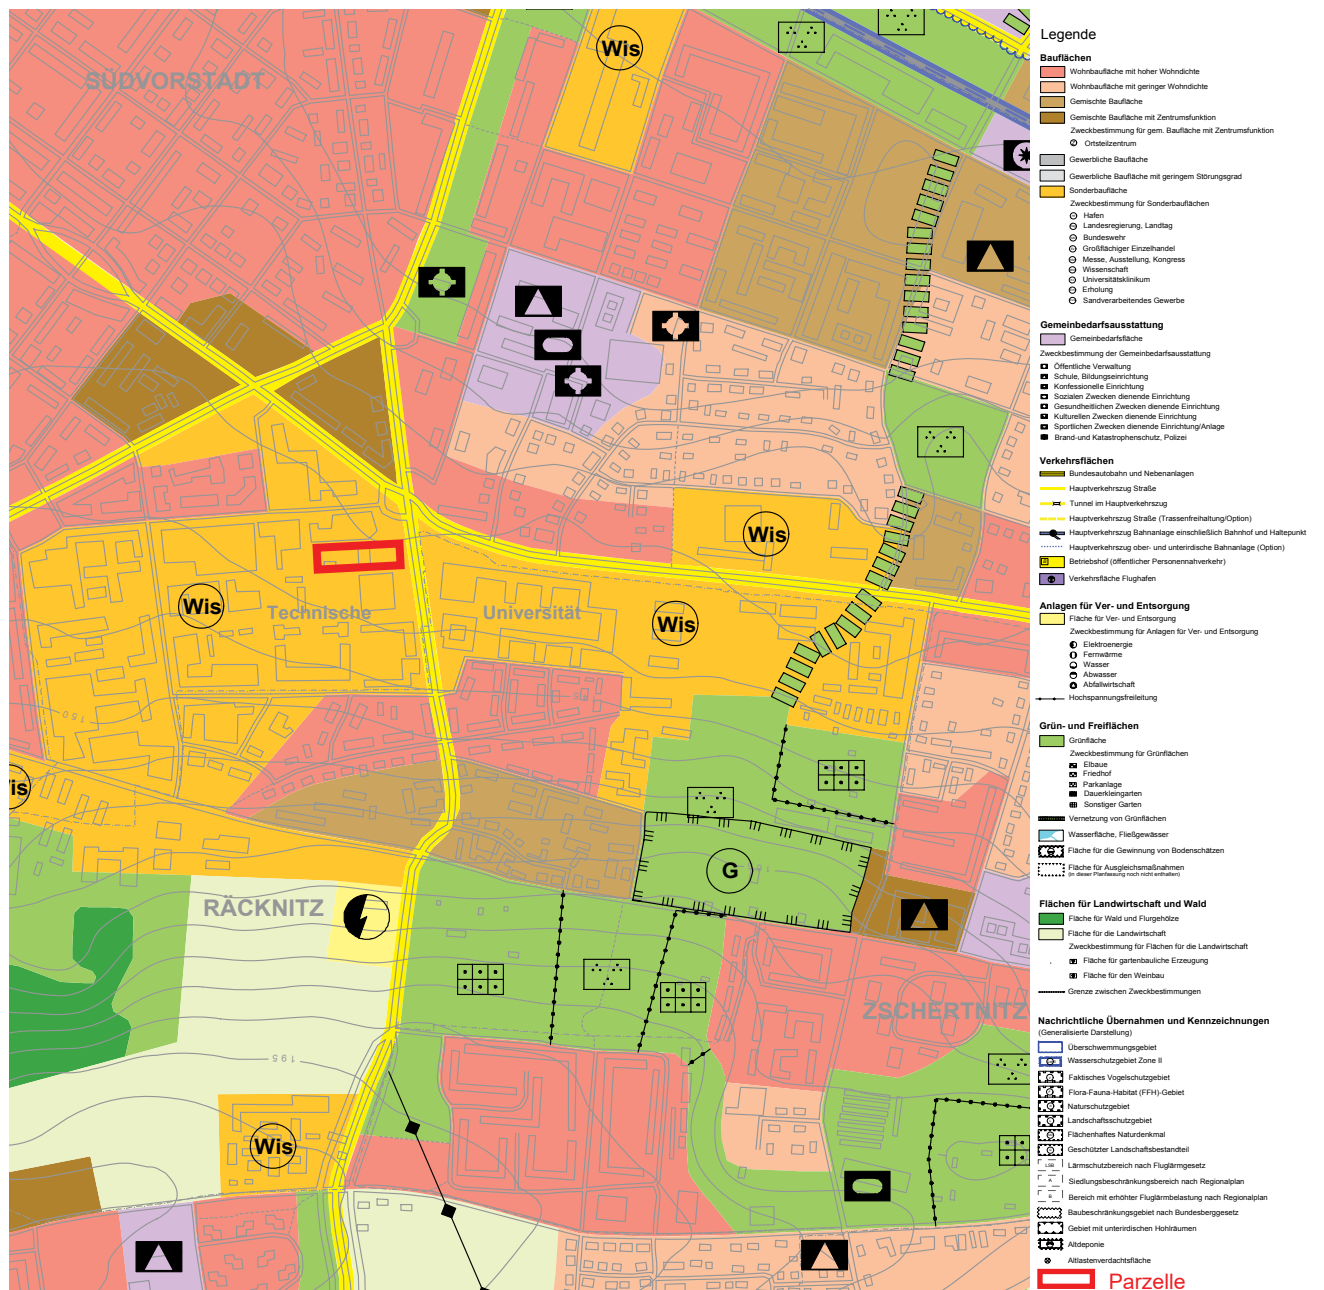 SÜDVORSTADT
Wis
Wis
Wis
Technische
Universität
Wis
150
is
G
RÄCKNITZ
ZSCHERTNITZ
195
Wis
Legende
Bauflächen
Wohnbaufläche mit hoher Wohndichte
Wohnbaufläche mit geringer Wohndichte
Gemischte Baufläche
Gemischte Baufläche mit Zentrumsfunktion
Zweckbestimmung für gem. Baufläche mit Zentrumsfunktion
Ortsteilzentrum
Gewerbliche Baufläche
Gewerbliche Baufläche mit geringem Störungsgrad
Sonderbaufläche
Zweckbestimmung für Sonderbauflächen
Hafen
Landesregierung, Landtag
Bundeswehr
Großflächiger Einzelhandel
Messe, Ausstellung, Kongress
Wissenschaft
Universitätsklinikum
Erholung
Sandverarbeitendes Gewerbe
Gemeinbedarfsausstattung
Gemeinbedarfsfläche
Zweckbestimmung der Gemeinbedarfsausstattung
Öffentliche Verwaltung
Schule, Bildungseinrichtung
Konfessionelle Einrichtung
Sozialen Zwecken dienende Einrichtung
Gesundheitlichen Zwecken dienende Einrichtung
Kulturellen Zwecken dienende Einrichtung
Sportlichen Zwecken dienende Einrichtung/Anlage
Brand-und Katastrophenschutz, Polizei
Verkehrsflächen
Bundesautobahn und Nebenanlagen
Hauptverkehrszug Straße
Tunnel im Hauptverkehrszug
Hauptverkehrszug Straße (Trassenfreihaltung/Option)
Hauptverkehrszug Bahnanlage einschließlich Bahnhof und Haltepunkt
Hauptverkehrszug ober- und unterirdische Bahnanlage (Option)
Betriebshof (öffentlicher Personennahverkehr)
Verkehrsfläche Flughafen
Anlagen für Ver- und Entsorgung
Fläche für Ver- und Entsorgung
Zweckbestimmung für Anlagen für Ver- und Entsorgung
Elektroenergie
Fernwärme
Wasser
Abwasser
Abfallwirtschaft
Hochspannungsfreileitung
Grün- und Freiflächen
Grünfläche
Zweckbestimmung für Grünflächen
Elbaue
Friedhof
Parkanlage
Dauerkleingarten
Sonstiger Garten
Vernetzung von Grünflächen
Wasserfläche, Fließgewässer
Fläche für die Gewinnung von Bodenschätzen
Fläche für Ausgleichsmaßnahmen
(in dieser Planfassung noch nicht enthalten)
Flächen für Landwirtschaft und Wald
Fläche für Wald und Flurgehölze
Fläche für die Landwirtschaft
Zweckbestimmung für Flächen für die Landwirtschaft
Fläche für gartenbauliche Erzeugung
Fläche für den Weinbau
Grenze zwischen Zweckbestimmungen
Nachrichtliche Übernahmen und Kennzeichnungen
(Generalisierte Darstellung)
Überschwemmungsgebiet
Wasserschutzgebiet Zone II
Faktisches Vogelschutzgebiet
Flora-Fauna-Habitat (FFH)-Gebiet
Naturschutzgebiet
Landschaftsschutzgebiet
Flächenhaftes Naturdenkmal
Geschützter Landschaftsbestandteil
Lärmschutzbereich nach Fluglärmgesetz
Siedlungsbeschränkungsbereich nach Regionalplan
Bereich mit erhöhter Fluglärmbelastung nach Regionalplan
Baubeschränkungsgebiet nach Bundesberggesetz
Gebiet mit unterirdischen Hohlräumen
Altdeponie
Altlastenverdachtsfläche
Parzelle